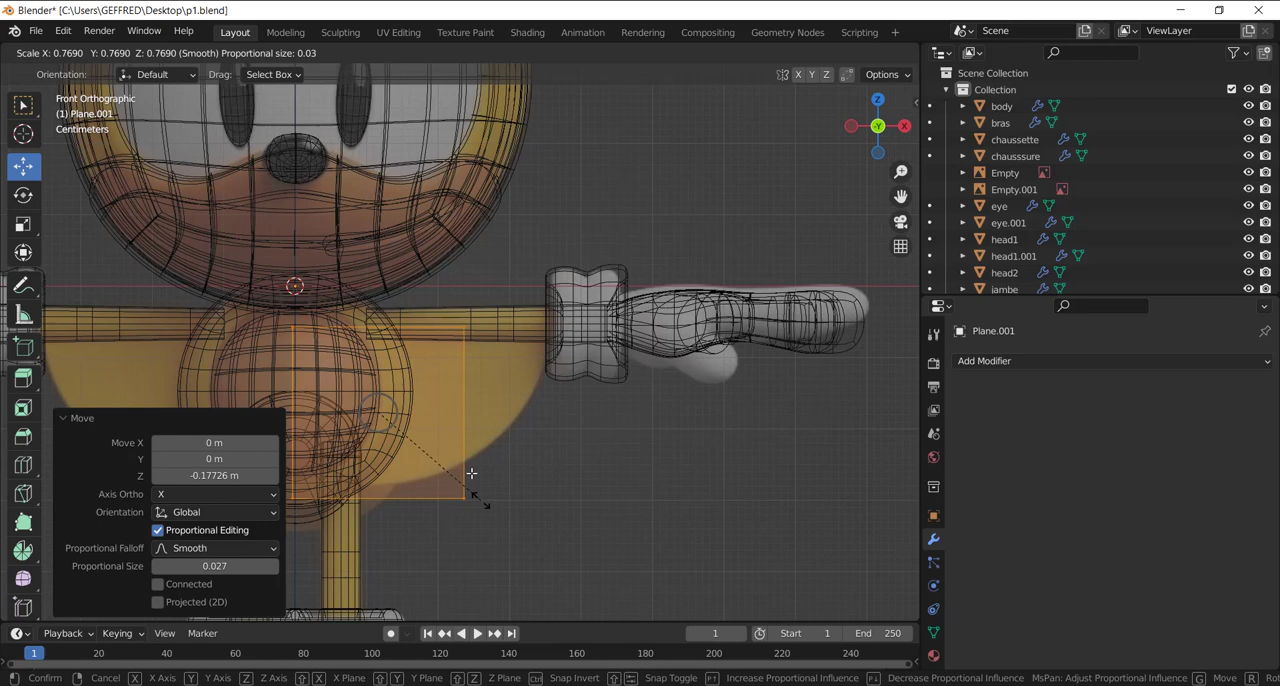 Blender* [C:\Users\GEFFRED\Desktop\p1.blend]
File Edit Render Window Help Layout Modeling Sculpting UV Editing Texture Paint Shading Animation Rendering Compositing Geometry Nodes Scripting + Scene ViewLayer
Scale X: 0.7690 Y: 0.7690 Z: 0.7690 (Smooth) Proportional size: 0.03
Orientation: Default Drag: Select Box X Y Z Options
Front Orthographic
(1) Plane.001
Centimeters
Z
-Y
X
Scene Collection
Collection
body
bras
chaussette
chausssure
Empty
Empty.001
eye
eye.001
head1
head1.001
head2
jambe
Plane.001
Add Modifier
Move
Move X 0 m
Y 0 m
Z -0.17726 m
Axis Ortho X
Orientation: Global
Proportional Editing
Proportional Falloff Smooth
Proportional Size 0.027
Connected
Projected (2D)
Playback Keying View Marker 1 Start 1 End 250
1 20 40 60 80 100 120 140 160 180 200 220 240
Confirm Cancel X X Axis Y Y Axis Z Z Axis X X Plane Y Y Plane Z Z Plane Ctrl Snap Invert Snap Toggle Increase Proportional Influence Decrease Proportional Influence MsPan: Adjust Proportional Influence G Move R